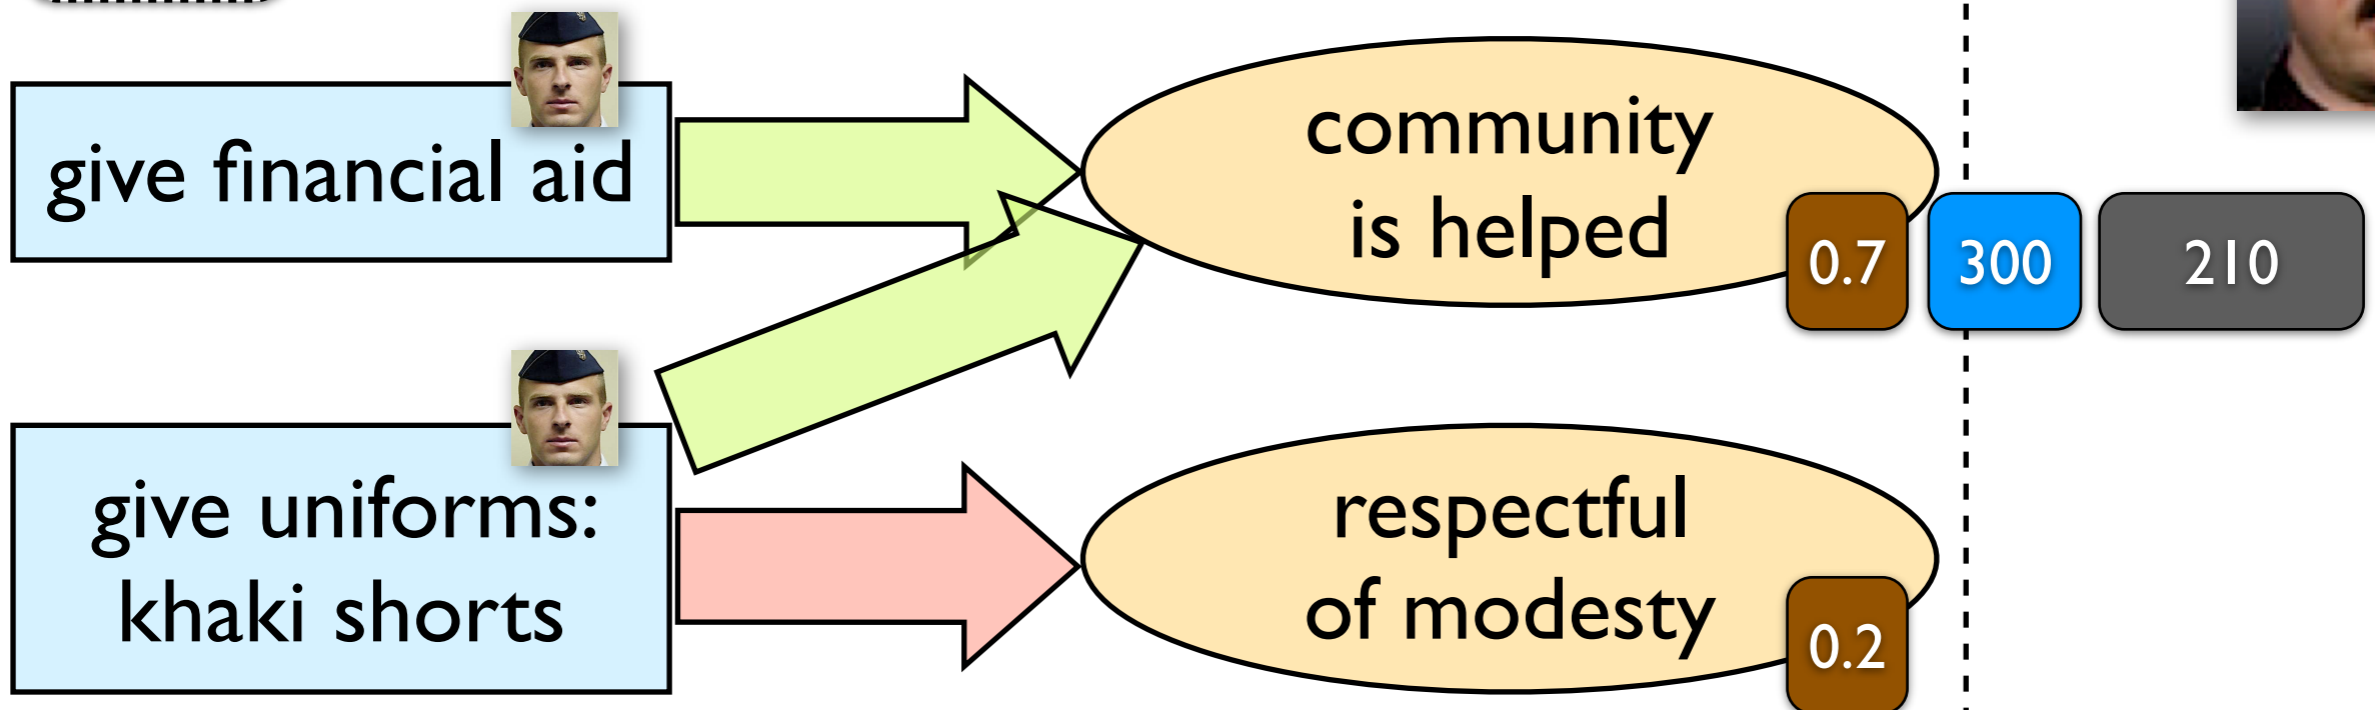 give financial aid
community
is helped
0.7
300
210
give uniforms:
khaki shorts
respectful
of modesty
0.2